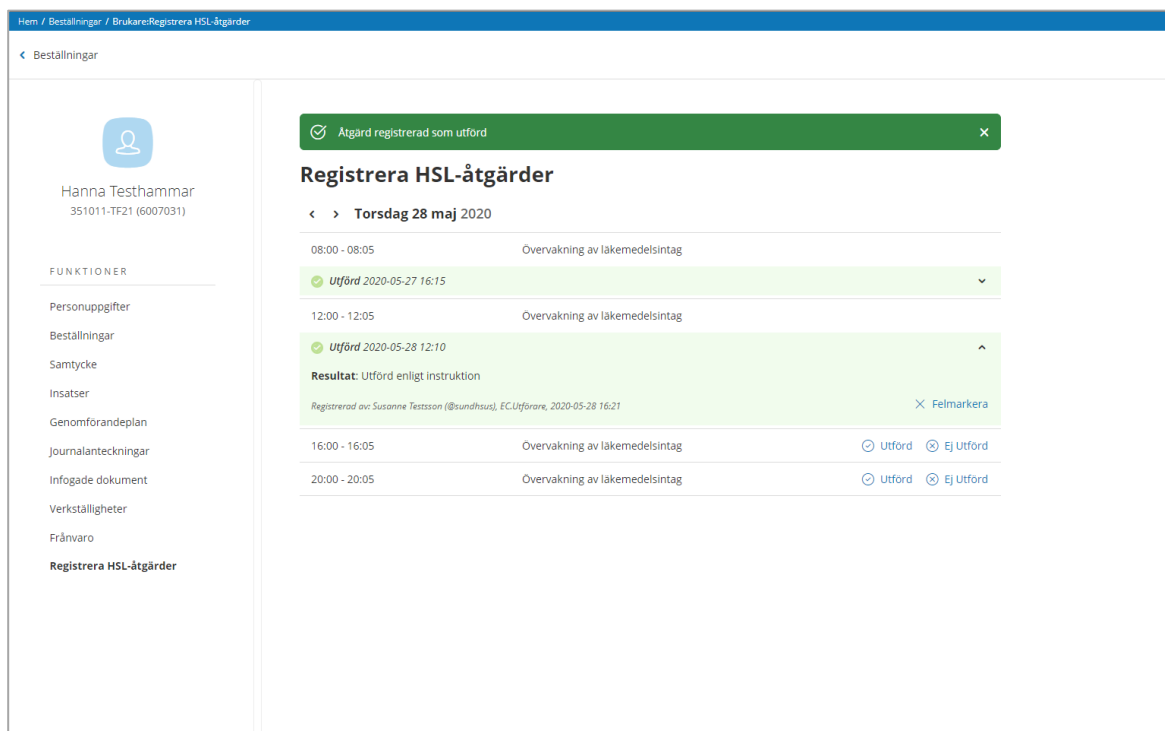 Hem / Beställningar / Brukare:Registrera HSL-åtgärder
Beställningar
Hanna Testhammar
351011-TF21 (6007031)
FUNKTIONER
Personuppgifter
Beställningar
Samtycke
Insatser
Genomförandeplan
Journalanteckningar
Infogade dokument
Verkställigheter
Frånvaro
Registrera HSL-åtgärder
Åtgärd registrerad som utförd
Registrera HSL-åtgärder
Torsdag 28 maj 2020
08:00 - 08:05 Övervakning av läkemedelsintag
Utförd 2020-05-27 16:15
12:00 - 12:05 Övervakning av läkemedelsintag
Utförd 2020-05-28 12:10
Resultat: Utförd enligt instruktion
Registrerad av: Susanne Testsson (@sundhsus), EC.Utförare, 2020-05-28 16:21 Felmarkera
16:00 - 16:05 Övervakning av läkemedelsintag Utförd Ej Utförd
20:00 - 20:05 Övervakning av läkemedelsintag Utförd Ej Utförd